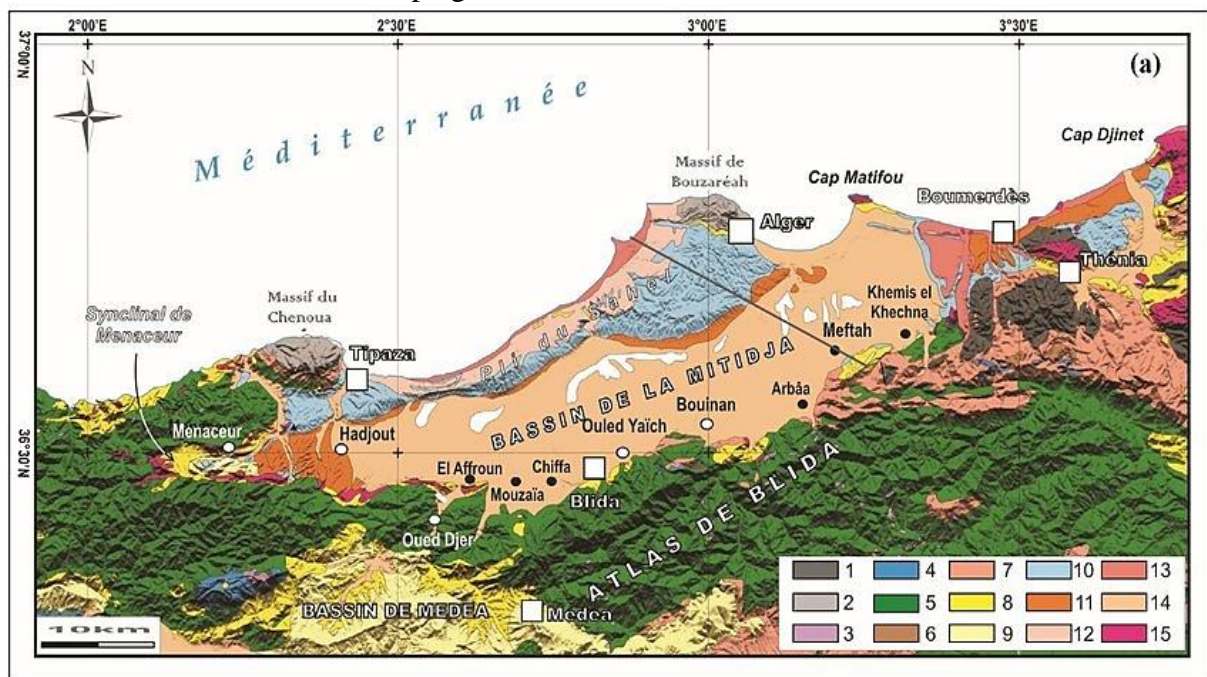 2°00'E 2°30'E 3°00'E 3°30'E
37°00'N
(a)
N
Méditerranée
Cap Djinet
Massif de
Bouzaréah
Cap Matifou
Boumerdès
Alger
Thénia
Khemis el
Khechna
Synclinal de
Menaceur
Massif du
Chenoua
Pli du Sahel
Meftah
Tipaza
BASSIN DE LA MITIDJA
Arbâa
Menaceur
Hadjout
Bouinan
Ouled Yaïch
36°30'N
El Affroun
Chiffa
Mouzaïa
Blida
Oued Djer
ATLAS DE BLIDA
BASSIN DE MEDEA
Medea
10km
1 4 7 10 13
2 5 8 11 14
3 6 9 12 15